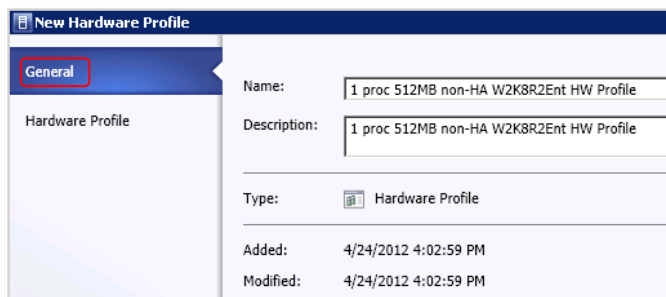 New Hardware Profile
General
Hardware Profile
Name: 1 proc 512MB non-HA W2K8R2Ent HW Profile
Description: 1 proc 512MB non-HA W2K8R2Ent HW Profile
Type: Hardware Profile
Added: 4/24/2012 4:02:59 PM
Modified: 4/24/2012 4:02:59 PM